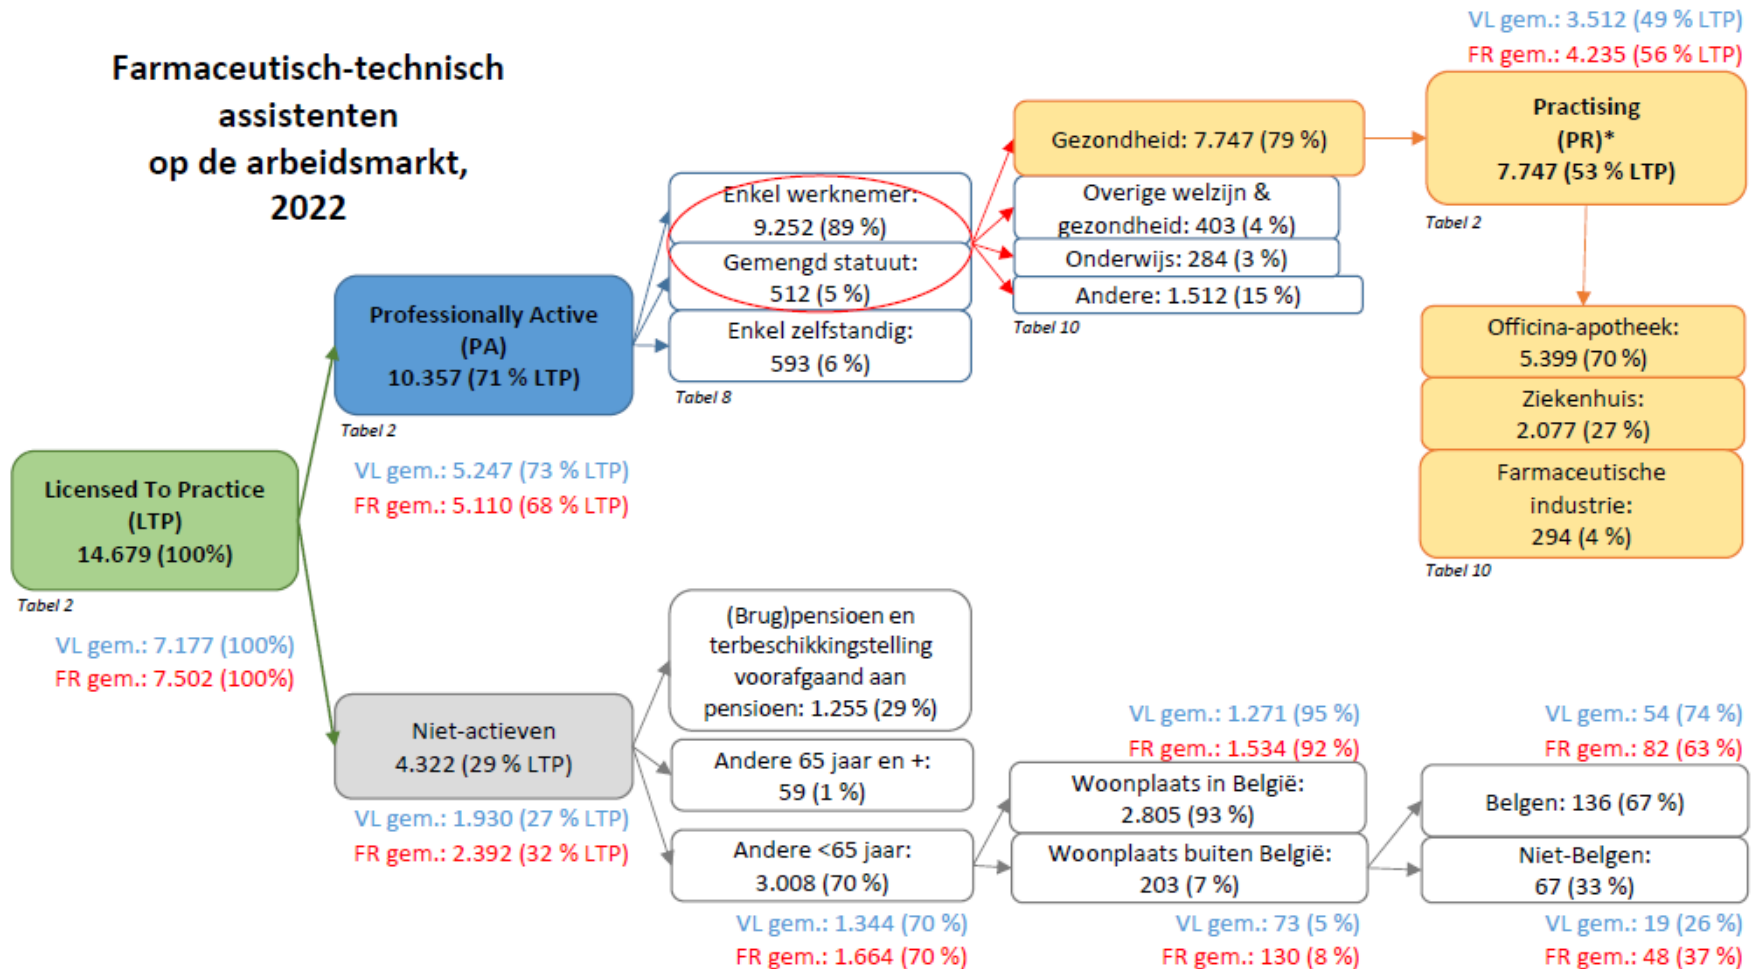 Farmaceutisch-technisch
assistenten
op de arbeidsmarkt,
2022
Licensed To Practice
(LTP)
14.679 (100%)
Tabel 2
VL gem.: 7.177 (100%)
FR gem.: 7.502 (100%)
Professionally Active
(PA)
10.357 (71 % LTP)
Tabel 2
VL gem.: 5.247 (73 % LTP)
FR gem.: 5.110 (68 % LTP)
Enkel werknemer:
9.252 (89 %)
Gemengd statuut:
512 (5 %)
Enkel zelfstandig:
593 (6 %)
Tabel 8
Gezondheid: 7.747 (79 %)
Overige welzijn &
gezondheid: 403 (4 %)
Onderwijs: 284 (3 %)
Andere: 1.512 (15 %)
Tabel 10
VL gem.: 3.512 (49 % LTP)
FR gem.: 4.235 (56 % LTP)
Practising
(PR)*
7.747 (53 % LTP)
Tabel 2
Officina-apotheek:
5.399 (70 %)
Ziekenhuis:
2.077 (27 %)
Farmaceutische
industrie:
294 (4 %)
Tabel 10
Niet-actieven
4.322 (29 % LTP)
VL gem.: 1.930 (27 % LTP)
FR gem.: 2.392 (32 % LTP)
(Brug)pensioen en
terbeschikkingstelling
voorafgaand aan
pensioen: 1.255 (29 %)
Andere 65 jaar en +:
59 (1 %)
Andere <65 jaar:
3.008 (70 %)
VL gem.: 1.344 (70 %)
FR gem.: 1.664 (70 %)
VL gem.: 1.271 (95 %)
FR gem.: 1.534 (92 %)
Woonplaats in België:
2.805 (93 %)
Woonplaats buiten België:
203 (7 %)
VL gem.: 73 (5 %)
FR gem.: 130 (8 %)
VL gem.: 54 (74 %)
FR gem.: 82 (63 %)
Belgen: 136 (67 %)
Niet-Belgen:
67 (33 %)
VL gem.: 19 (26 %)
FR gem.: 48 (37 %)